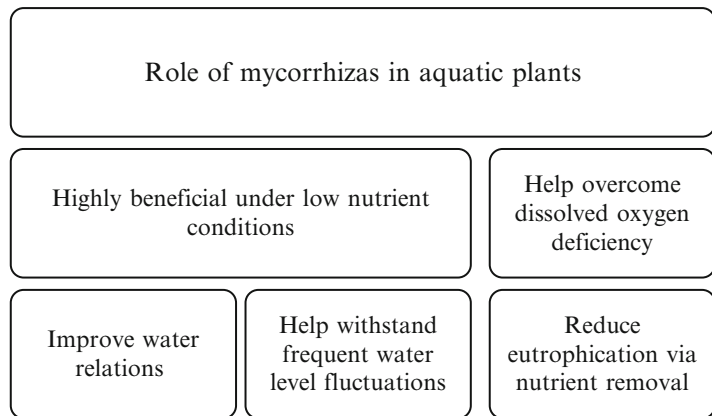 Role of mycorrhizas in aquatic plants
Highly beneficial under low nutrient
conditions
Help overcome
dissolved oxygen
deficiency
Improve water
relations
Help withstand
frequent water
level fluctuations
Reduce
eutrophication via
nutrient removal